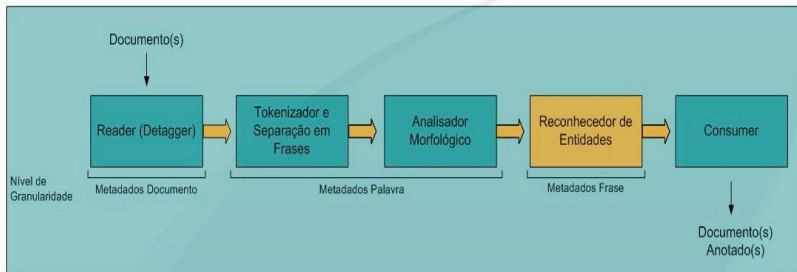 Documento(s)
Reader (Detagger)
Tokenizador e
Separação em
Frases
Analisador
Morfológico
Reconhecedor de
Entidades
Consumer
Nível de
Granularidade
Metadados Documento
Metadados Palavra
Metadados Frase
Documento(s)
Anotado(s)